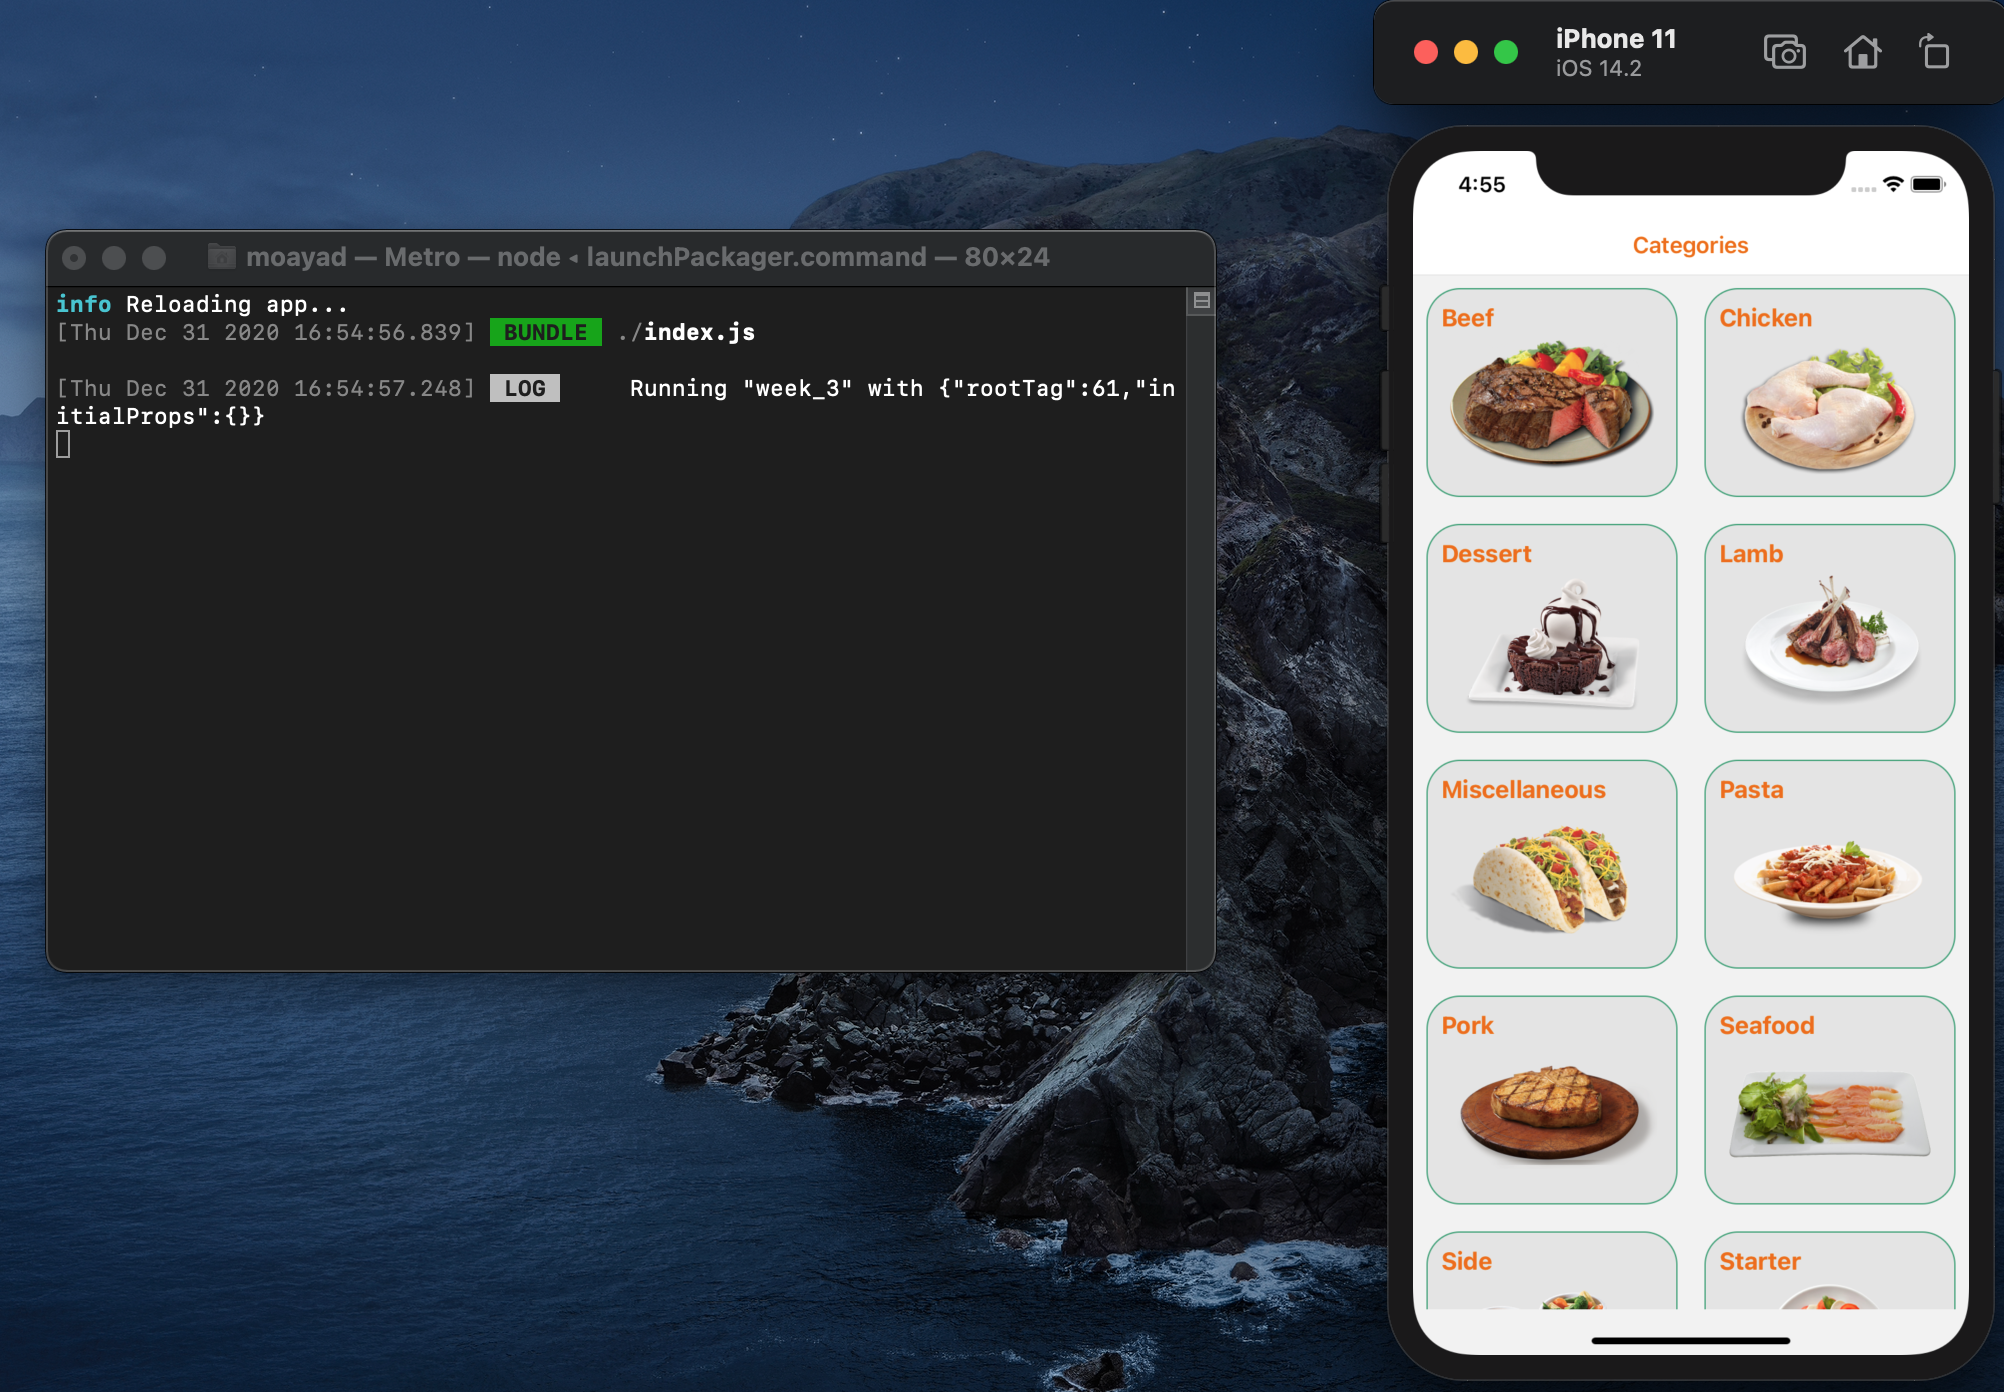 moayad — Metro — node ◂ launchPackager.command — 80×24
info Reloading app...
[Thu Dec 31 2020 16:54:56.839] BUNDLE ./index.js
[Thu Dec 31 2020 16:54:57.248] LOG Running "week_3" with {"rootTag":61,"in
itialProps":{}}
iPhone 11
iOS 14.2
4:55
Categories
Beef
Chicken
Dessert
Lamb
Miscellaneous
Pasta
Pork
Seafood
Side
Starter